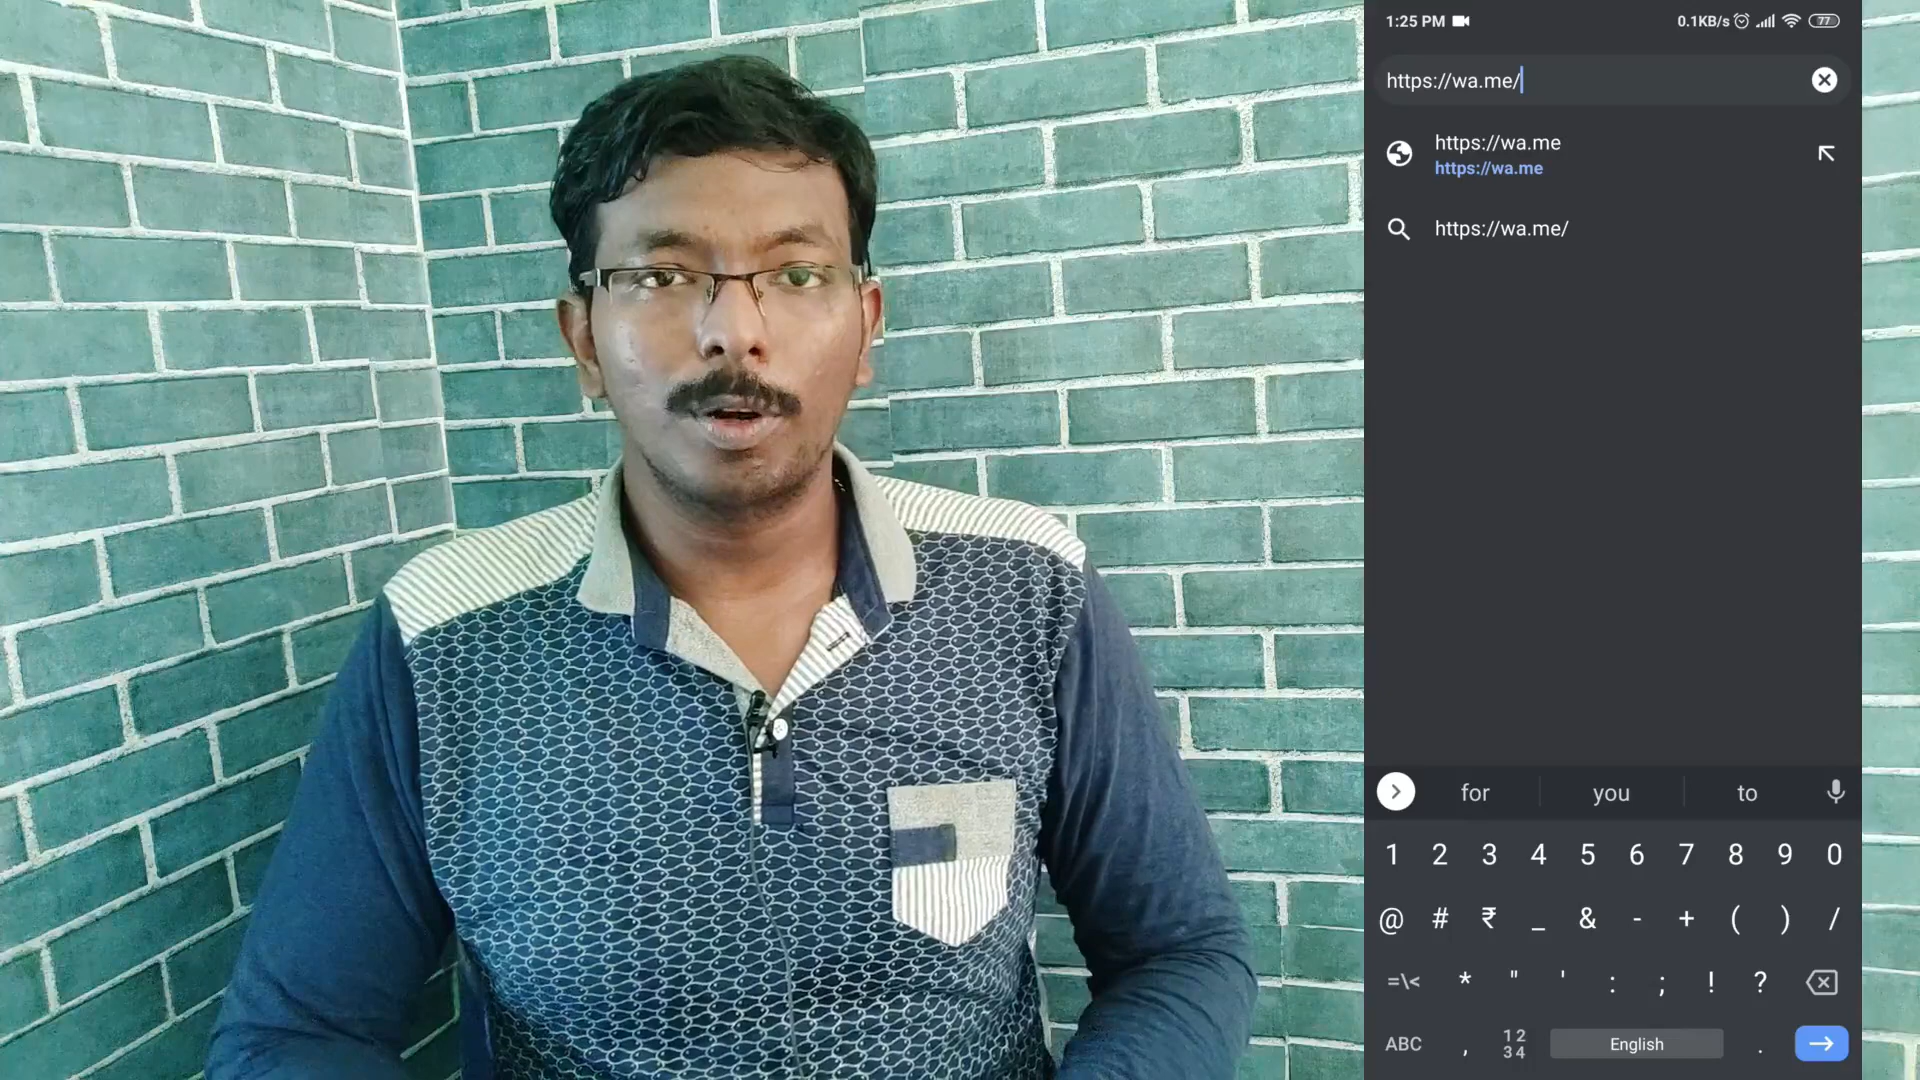 1:25 PM 0.1KB/s 77
https://wa.me/
https://wa.me
https://wa.me
https://wa.me/
for you to
1 2 3 4 5 6 7 8 9 0
@ # ₹ _ & - + ( ) /
=\< * " ' : ; ! ?
ABC , 12 34 English .